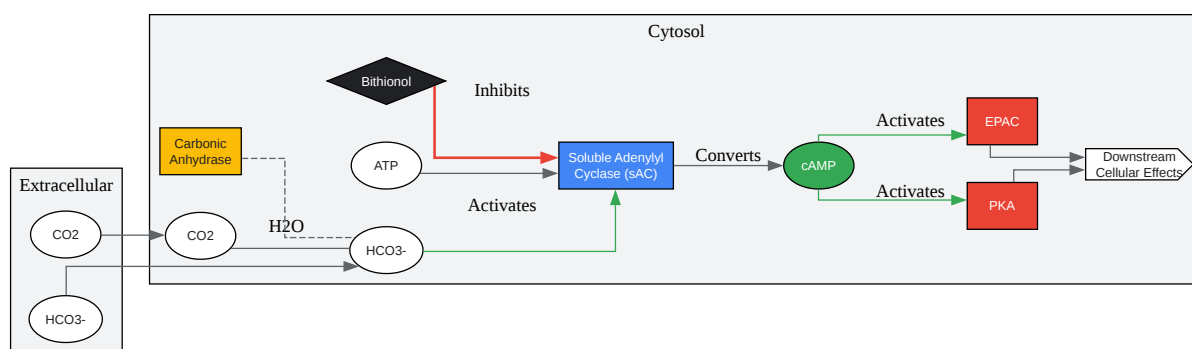 Cytosol
Bithionol
Inhibits
Carbonic
Anhydrase
ATP
Soluble Adenylyl
Cyclase (sAC)
Converts
cAMP
Activates
EPAC
Activates
PKA
Downstream
Cellular Effects
Extracellular
CO2
CO2
H2O
HCO3-
Activates
HCO3-